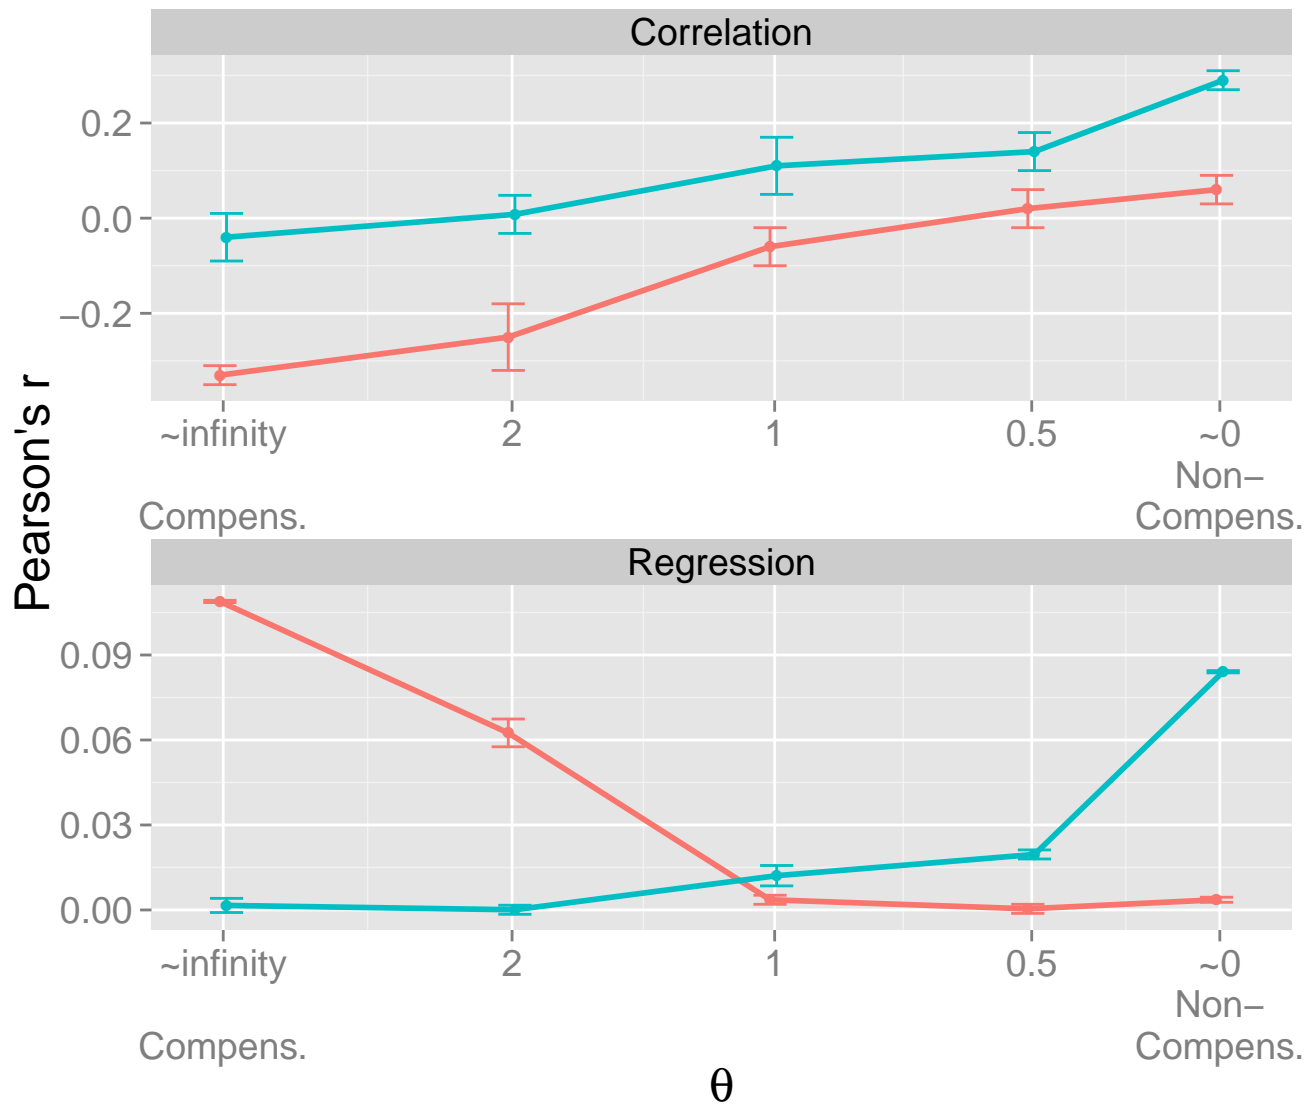 Correlation
0.2
0.0
−0.2
~infinity 2 1 0.5 ~0
Non−
Compens. Compens.
Pearson's r
Regression
0.09
0.06
0.03
0.00
~infinity 2 1 0.5 ~0
Non−
Compens. Compens.
θ